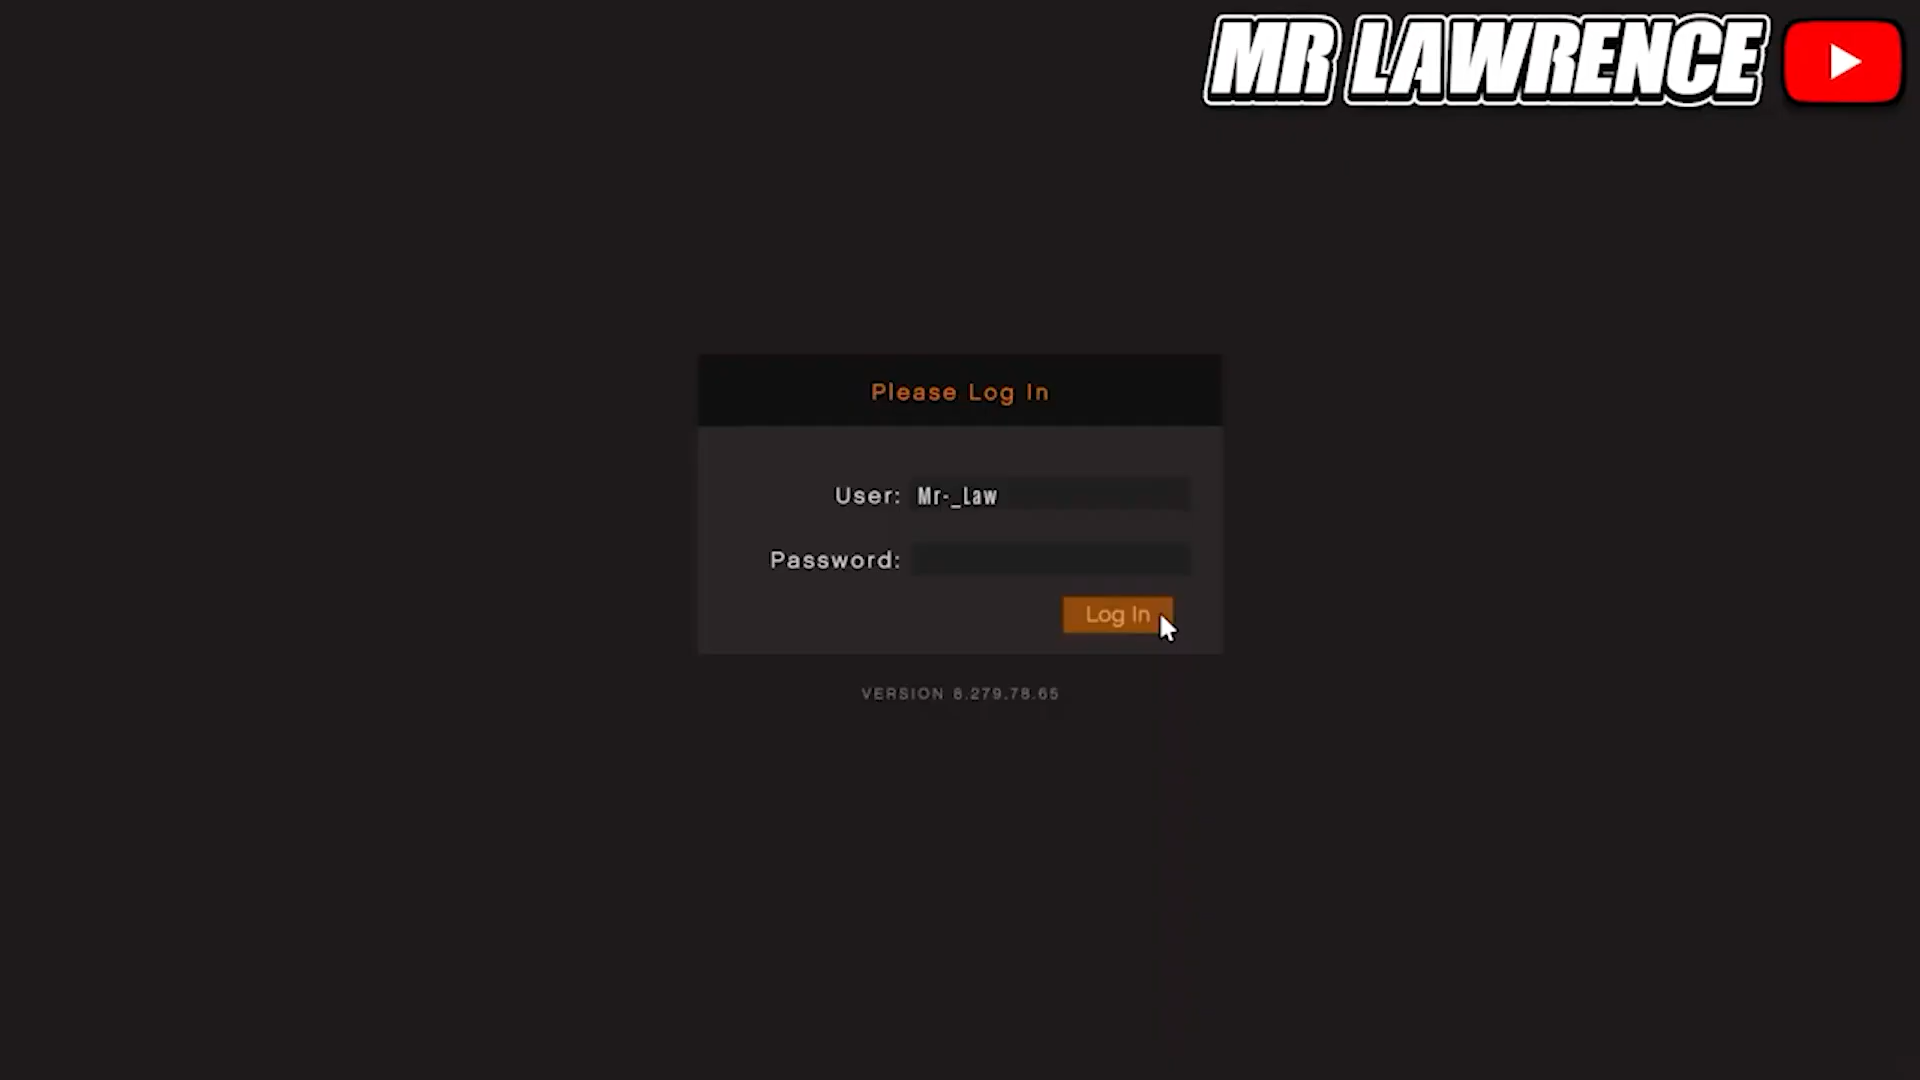 MR LAWRENCE
Please Log In
User: Mr-_Law
Password:
Log In
VERSION 8.279.78.65